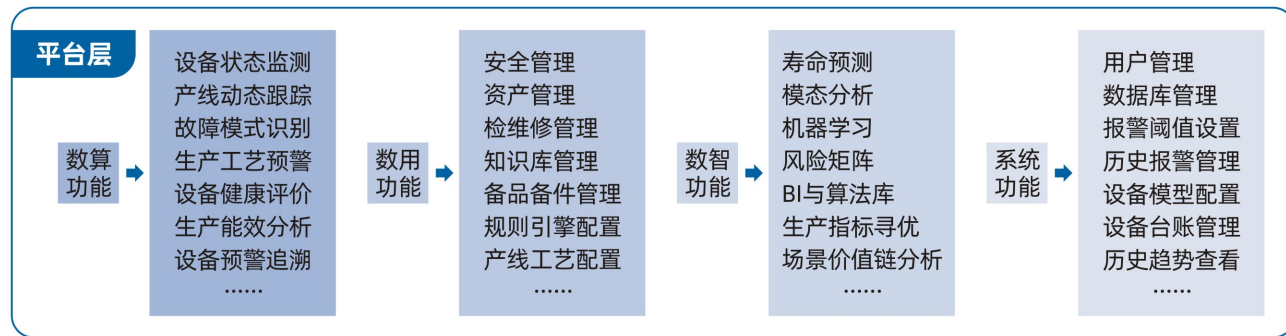 平台层
数算
功能
设备状态监测
产线动态跟踪
故障模式识别
生产工艺预警
设备健康评价
生产能效分析
设备预警追溯
……
数用
功能
安全管理
资产管理
检维修管理
知识库管理
备品备件管理
规则引擎配置
产线工艺配置
……
数智
功能
寿命预测
模态分析
机器学习
风险矩阵
BI与算法库
生产指标寻优
场景价值链分析
……
系统
功能
用户管理
数据库管理
报警阈值设置
历史报警管理
设备模型配置
设备台账管理
历史趋势查看
……